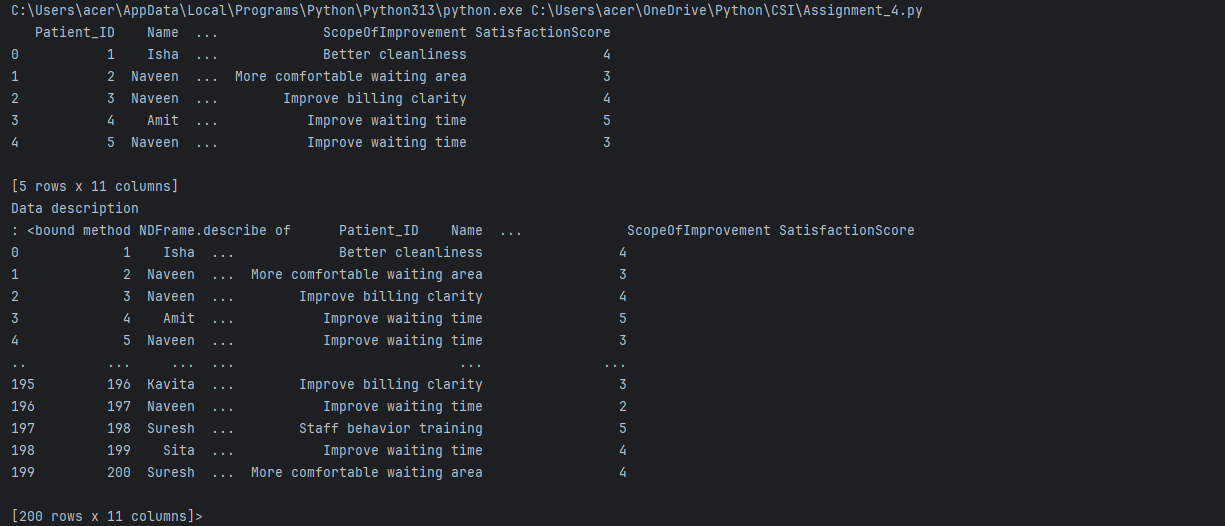 C:\Users\acer\AppData\Local\Programs\Python\Python313\python.exe C:\Users\acer\OneDrive\Python\CSI\Assignment_4.py
   Patient_ID    Name  ...             ScopeOfImprovement SatisfactionScore
0           1    Isha  ...             Better cleanliness                 4
1           2  Naveen  ...  More comfortable waiting area                 3
2           3  Naveen  ...        Improve billing clarity                 4
3           4    Amit  ...           Improve waiting time                 5
4           5  Naveen  ...           Improve waiting time                 3

[5 rows x 11 columns]
Data description
: <bound method NDFrame.describe of      Patient_ID    Name  ...             ScopeOfImprovement SatisfactionScore
0             1    Isha  ...             Better cleanliness                 4
1             2  Naveen  ...  More comfortable waiting area                 3
2             3  Naveen  ...        Improve billing clarity                 4
3             4    Amit  ...           Improve waiting time                 5
4             5  Naveen  ...           Improve waiting time                 3
..          ...     ...  ...                            ...               ...
195         196  Kavita  ...        Improve billing clarity                 3
196         197  Naveen  ...           Improve waiting time                 2
197         198  Suresh  ...        Staff behavior training                 5
198         199    Sita  ...           Improve waiting time                 4
199         200  Suresh  ...  More comfortable waiting area                 4

[200 rows x 11 columns]>